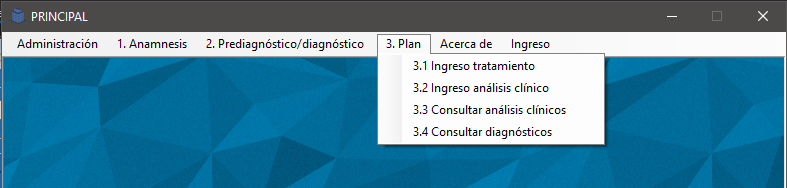 PRINCIPAL
Administración 1. Anamnesis 2. Prediagnóstico/diagnóstico 3. Plan Acerca de Ingreso
3.1 Ingreso tratamiento
3.2 Ingreso análisis clínico
3.3 Consultar análisis clínicos
3.4 Consultar diagnósticos